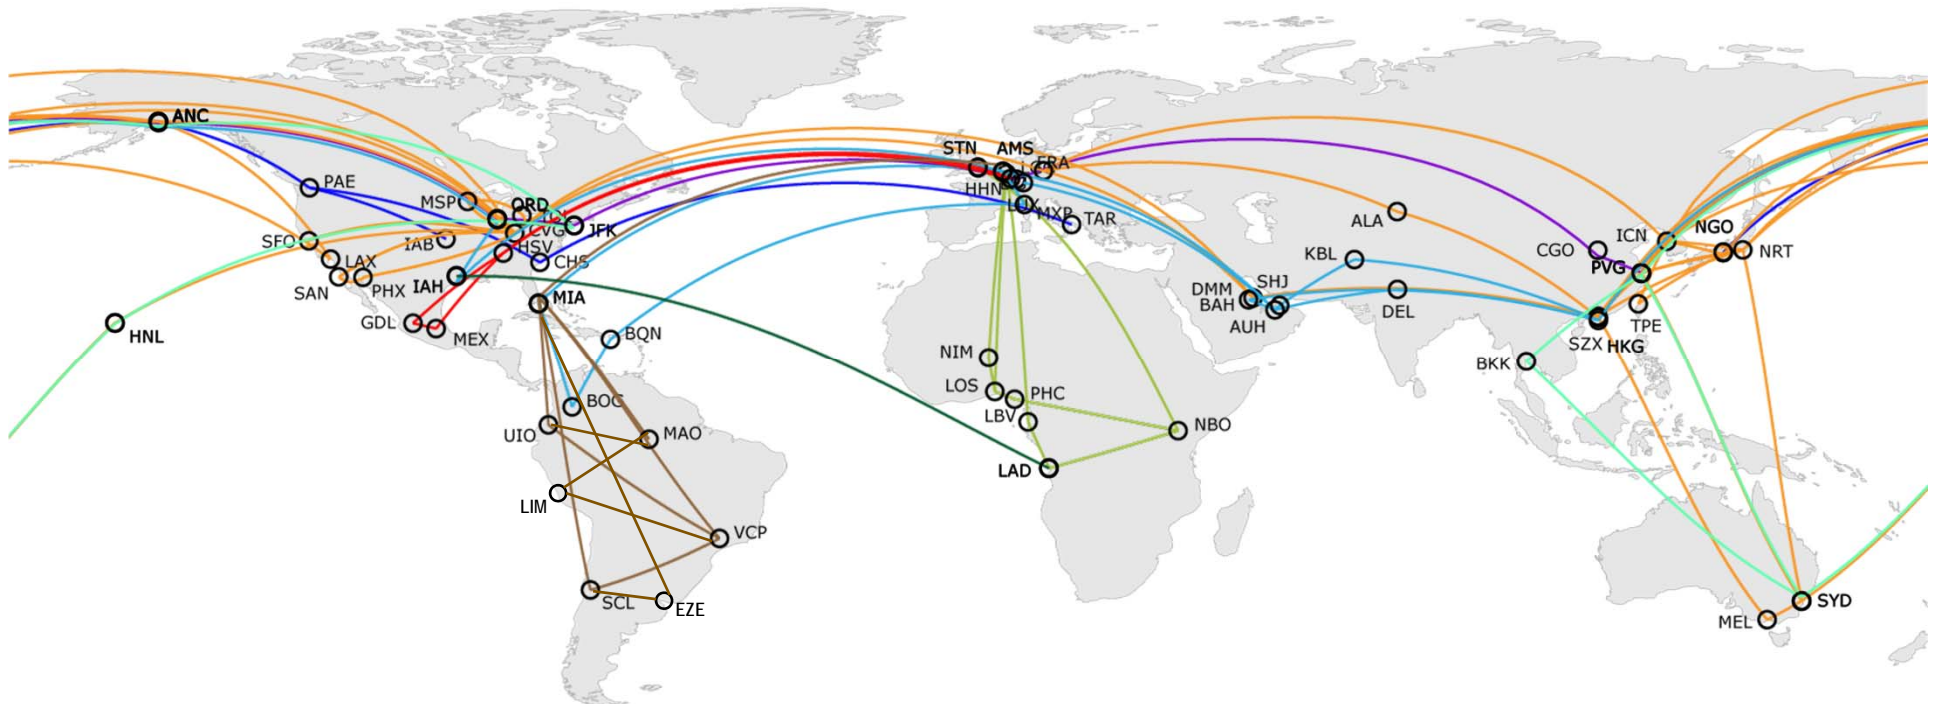 ANC
PAE
MSP
ORD
CVG
JFK
SFO
IAB
HSV
LAX
CHS
SAN
PHX
IAH
MIA
GDL
MEX
HNL
BQN
BOG
UIO
MAO
LIM
VCP
SCL
EZE
STN
AMS
FRA
HHN
MXP
TAR
NIM
LOS
PHC
LBV
NBO
LAD
ALA
KBL
SHJ
DMM
BAH
AUH
DEL
CGO
ICN
NGO
NRT
PVG
TPE
SZX
HKG
BKK
SYD
MEL